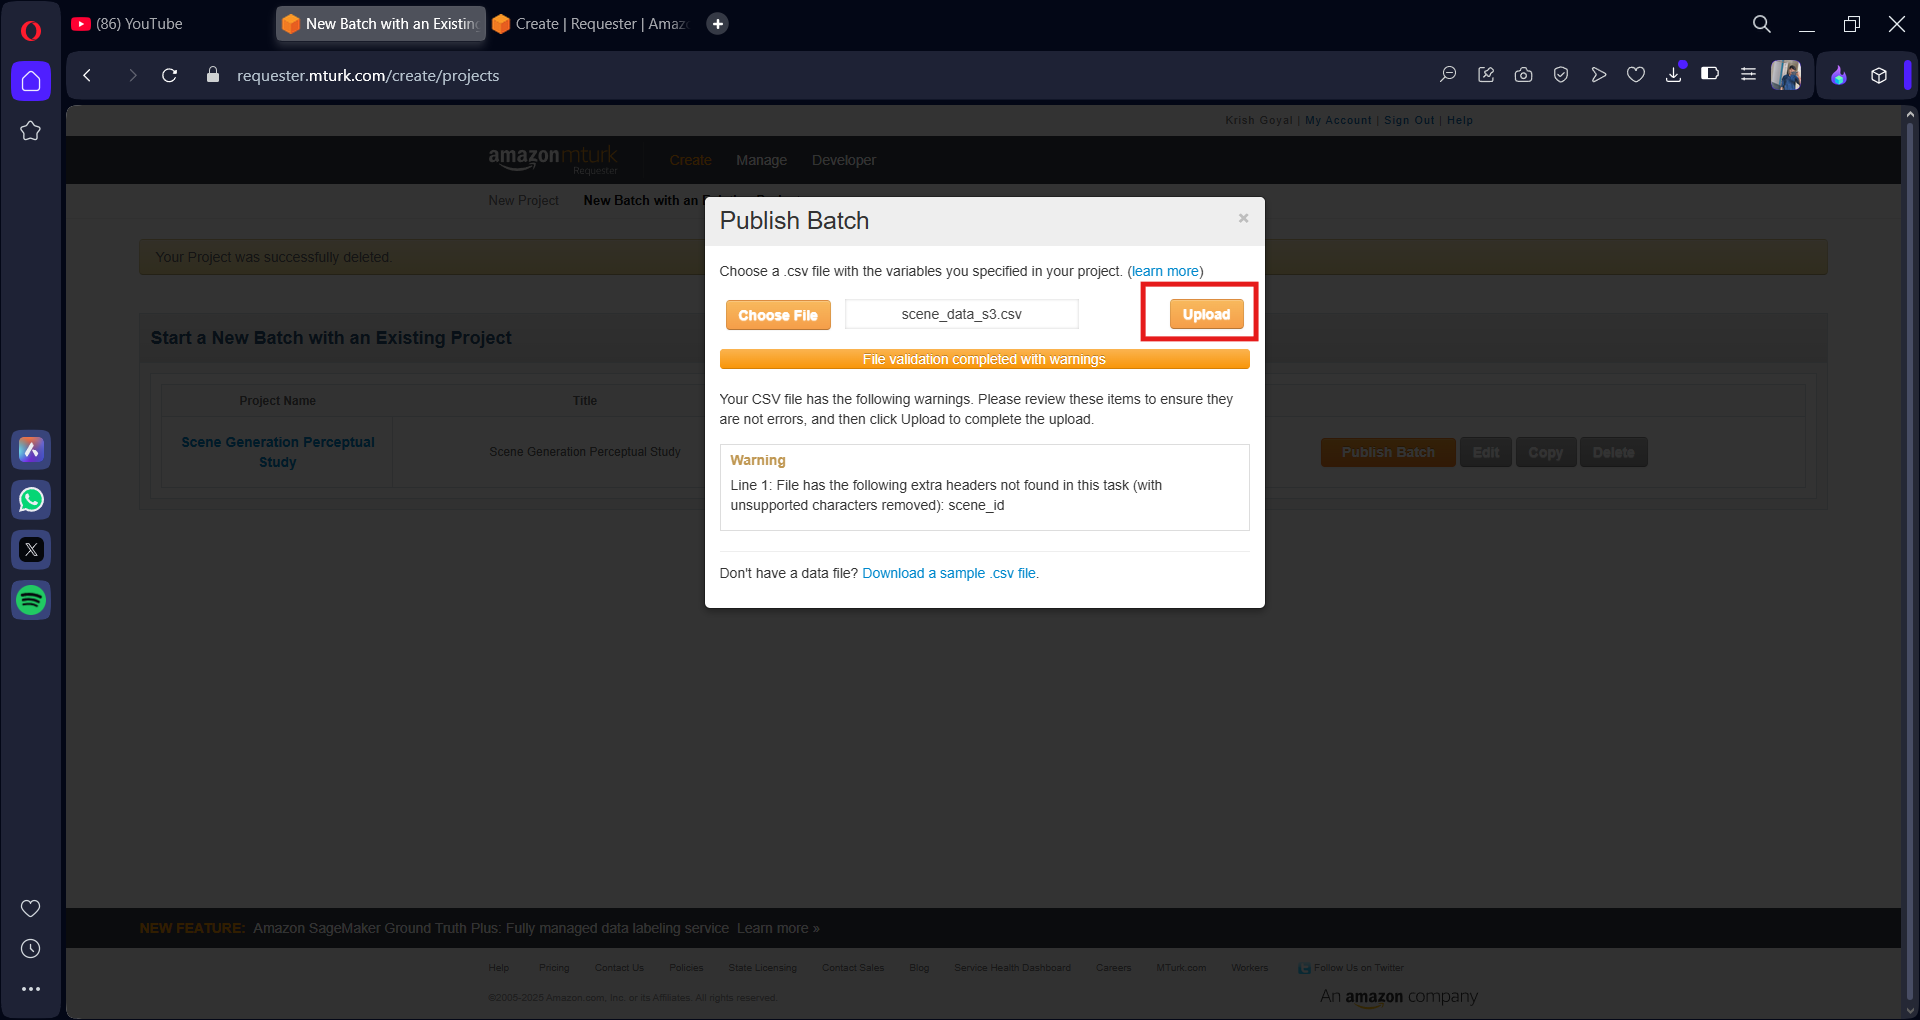 (86) YouTube
New Batch with an Existing
Create | Requester | Amaz
requester.mturk.com/create/projects
Krish Goyal | My Account | Sign Out | Help
amazonmturk
Requester
Create
Manage
Developer
New Project
New Batch with an
Your Project was successfully deleted.
Publish Batch
×
Choose a .csv file with the variables you specified in your project. (learn more)
Choose File
scene_data_s3.csv
Upload
File validation completed with warnings
Your CSV file has the following warnings. Please review these items to ensure they
are not errors, and then click Upload to complete the upload.
Warning
Line 1: File has the following extra headers not found in this task (with
unsupported characters removed): scene_id
Don't have a data file? Download a sample .csv file.
Start a New Batch with an Existing Project
Project Name
Title
Scene Generation Perceptual
Study
Scene Generation Perceptual Study
Publish Batch
Edit
Copy
Delete
NEW FEATURE: Amazon SageMaker Ground Truth Plus: Fully managed data labeling service Learn more »
Help
Pricing
Contact Us
Policies
State Licensing
Contact Sales
Blog
Service Health Dashboard
Careers
MTurk.com
Workers
Follow Us on Twitter
©2005-2025 Amazon.com, Inc. or its Affiliates. All rights reserved.
An amazon company